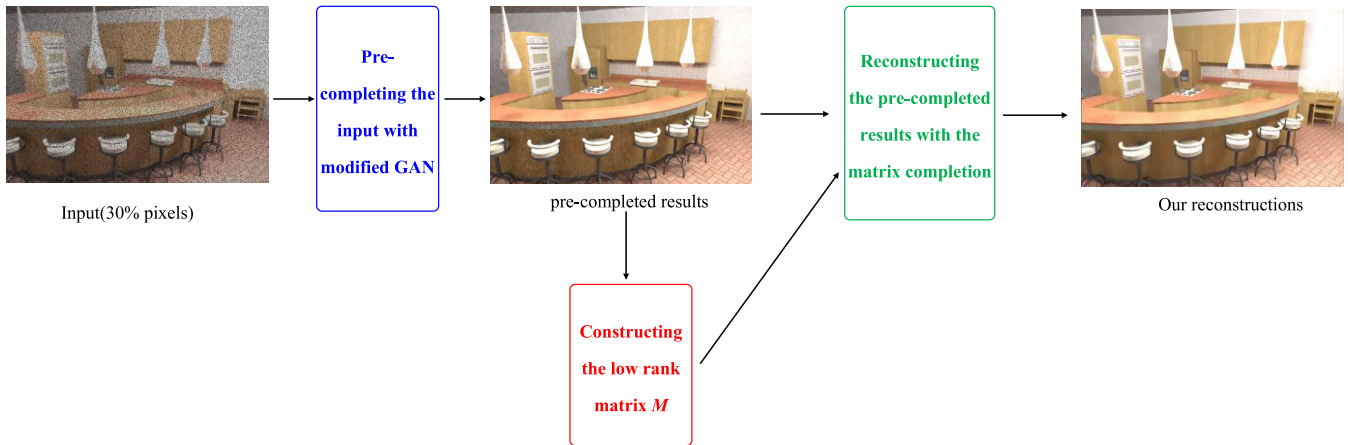 Pre-
completing the
input with
modified GAN
Reconstructing
the pre-completed
results with the
matrix completion
Input(30% pixels)
pre-completed results
Our reconstructions
Constructing
the low rank
matrix M